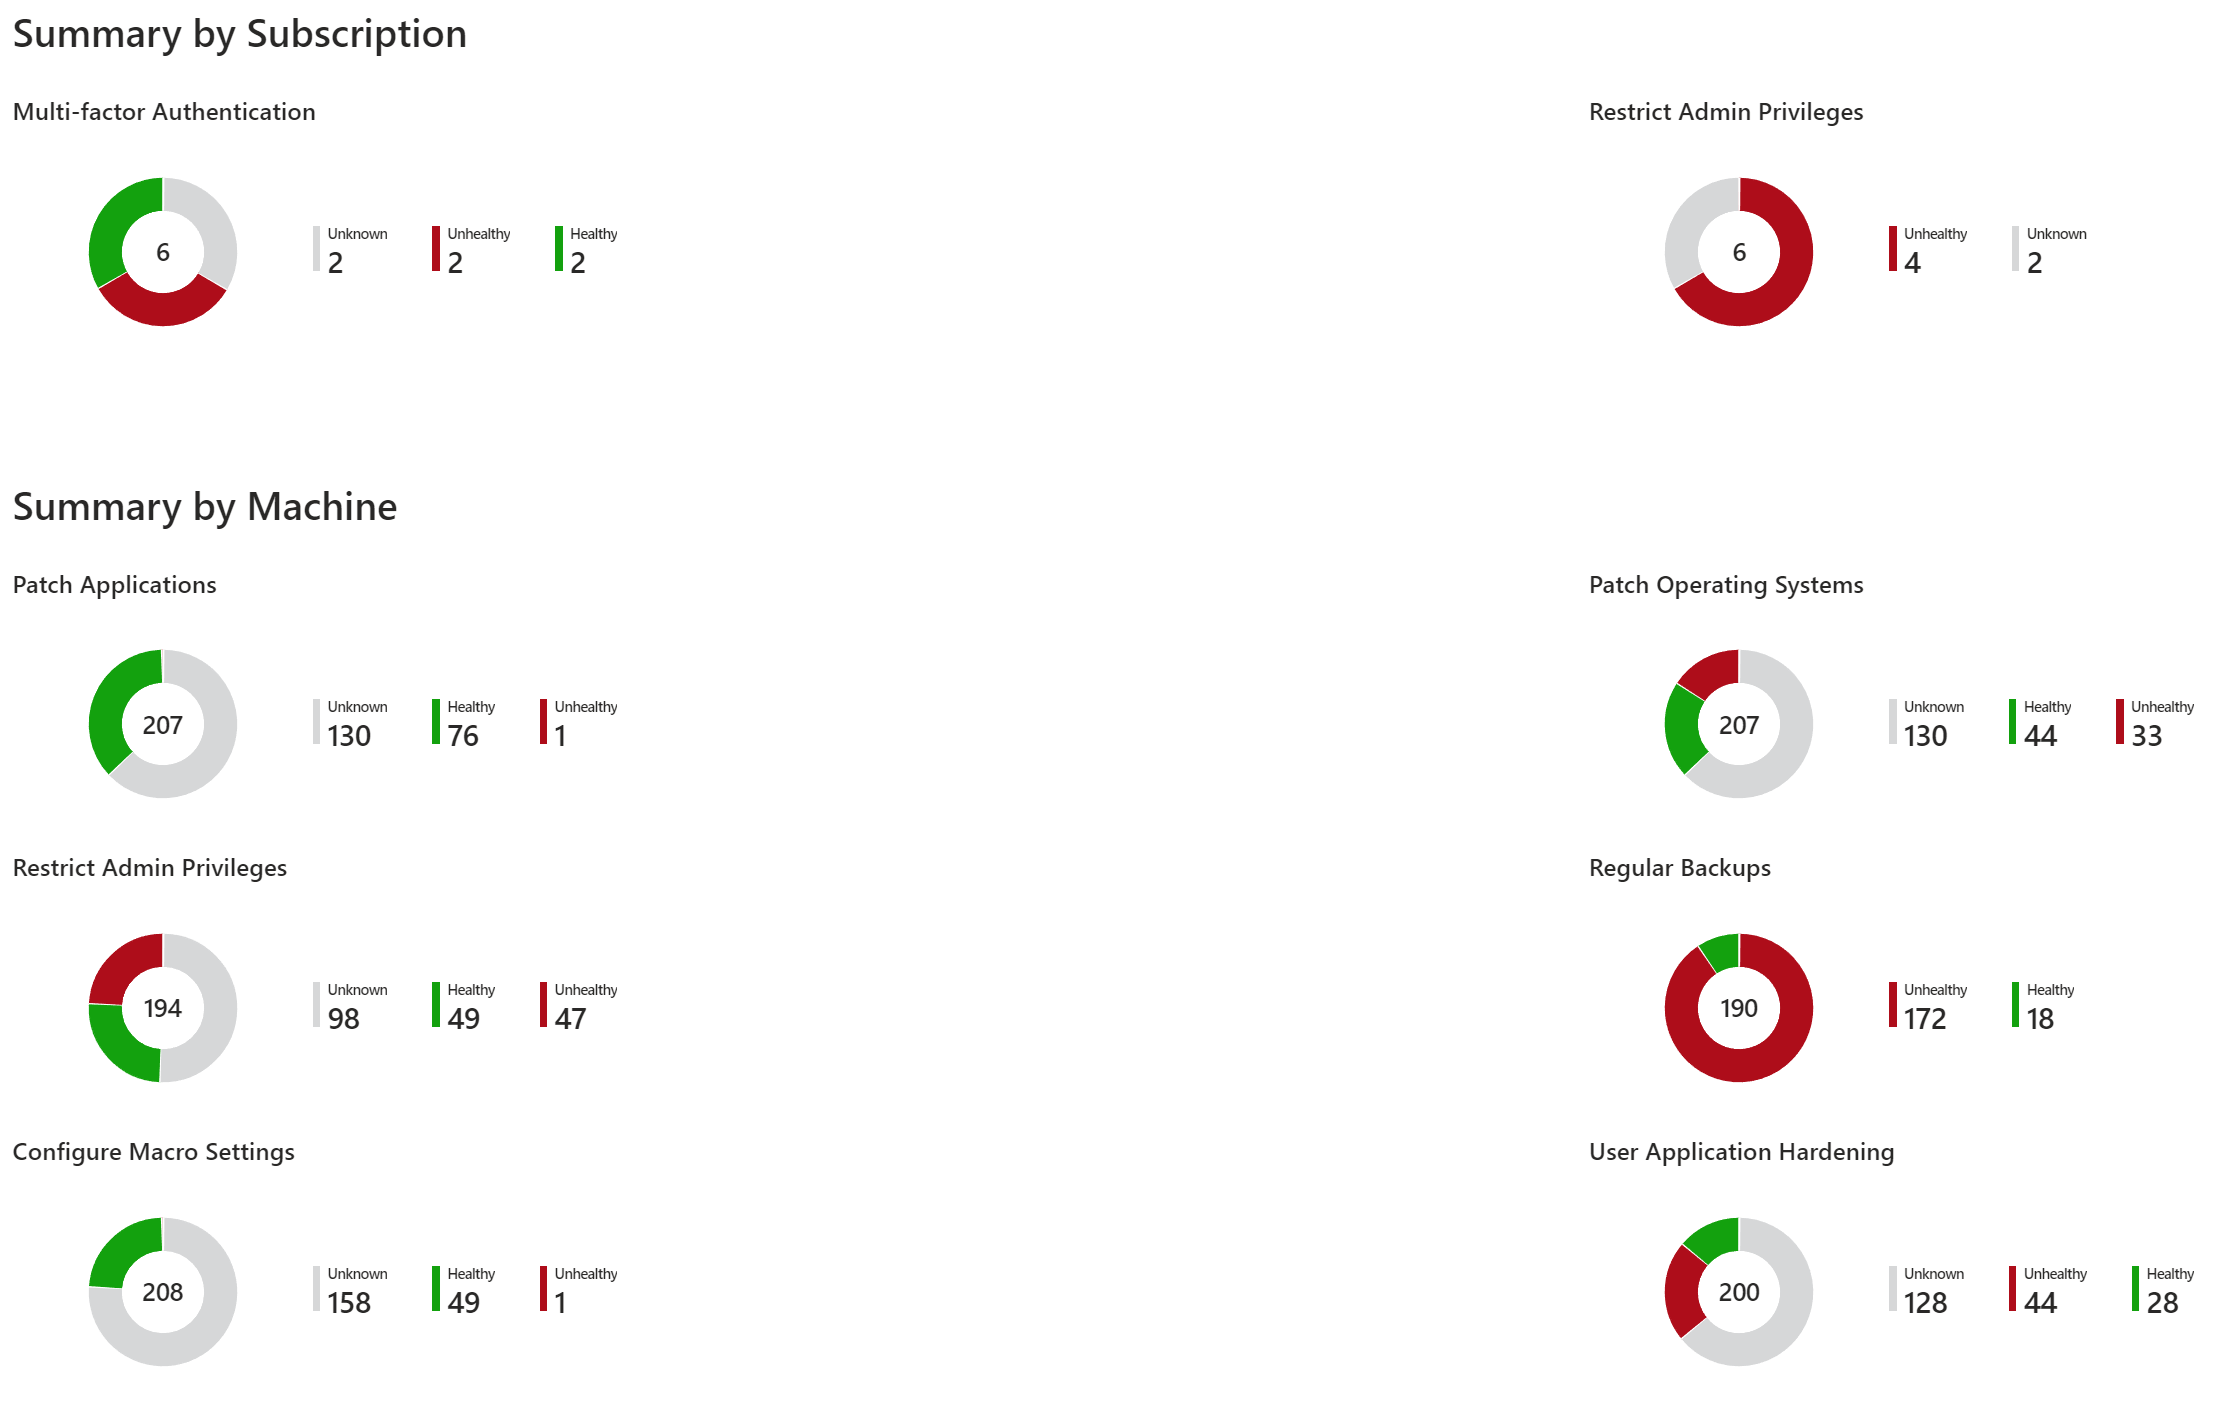 Summary by Subscription
Multi-factor Authentication
6
Unknown
2
Unhealthy
2
Healthy
2
Restrict Admin Privileges
6
Unhealthy
4
Unknown
2
Summary by Machine
Patch Applications
207
Unknown
130
Healthy
76
Unhealthy
1
Patch Operating Systems
207
Unknown
130
Healthy
44
Unhealthy
33
Restrict Admin Privileges
194
Unknown
98
Healthy
49
Unhealthy
47
Regular Backups
190
Unhealthy
172
Healthy
18
Configure Macro Settings
208
Unknown
158
Healthy
49
Unhealthy
1
User Application Hardening
200
Unknown
128
Unhealthy
44
Healthy
28